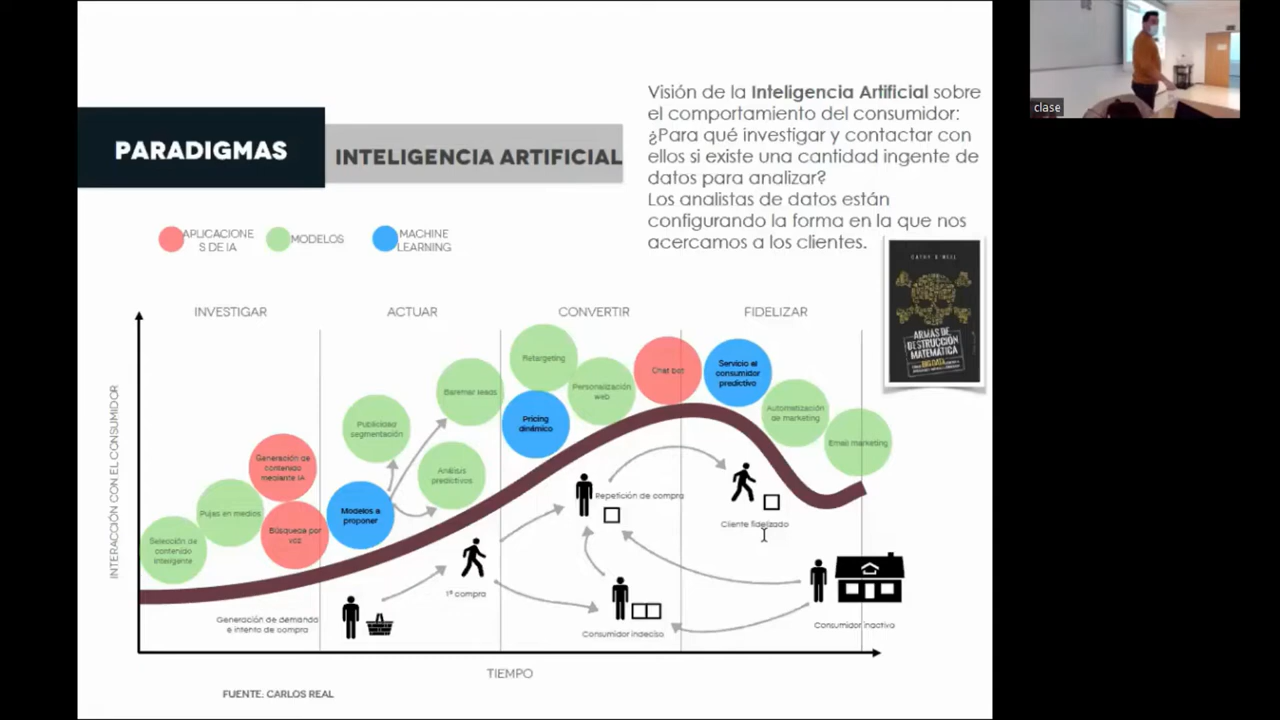 PARADIGMAS
INTELIGENCIA ARTIFICIAL
Visión de la Inteligencia Artificial sobre
el comportamiento del consumidor:
¿Para qué investigar y contactar con
ellos si existe una cantidad ingente de
datos para analizar?
Los analistas de datos están
configurando la forma en la que nos
acercamos a los clientes.
clase
APLICACIONE
S DE IA
MODELOS
MACHINE
LEARNING
CATHY O'NEIL
ARMAS DE
DESTRUCCIÓN
MATEMÁTICA
INVESTIGAR
ACTUAR
CONVERTIR
FIDELIZAR
INTERACCIÓN CON EL CONSUMIDOR
Selección de
contenido
inteligente
Pujas en medios
Generación de
contenido
mediante IA
Búsqueda por
voz
Modelos a
proponer
Publicidad
segmentación
Baremar leads
Análisis
predictivos
Retargeting
Pricing
dinámico
Personalización
web
Chat bot
Servicio al
consumidor
predictivo
Automatización
de marketing
Email marketing
Generación de demanda
e intento de compra
1ª compra
Repetición de compra
Consumidor indeciso
Cliente fidelizado
Consumidor inactivo
TIEMPO
FUENTE: CARLOS REAL